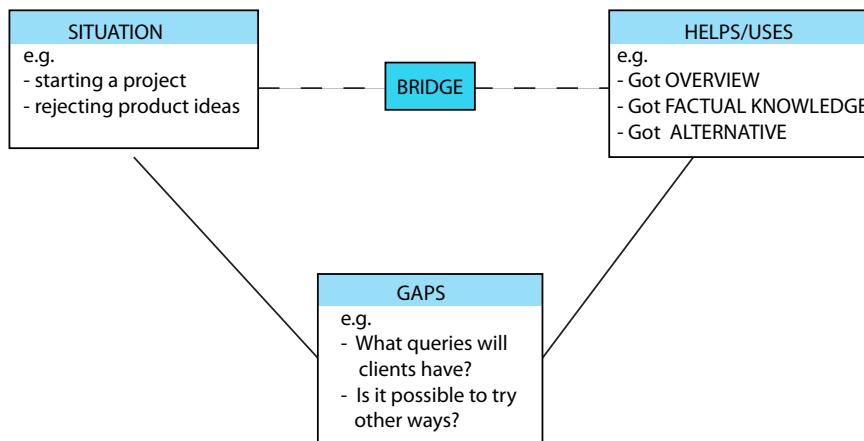 SITUATION
e.g.
- starting a project
- rejecting product ideas
BRIDGE
HELPS/USES
e.g.
- Got OVERVIEW
- Got FACTUAL KNOWLEDGE
- Got ALTERNATIVE
GAPS
e.g.
- What queries will
clients have?
- Is it possible to try
other ways?